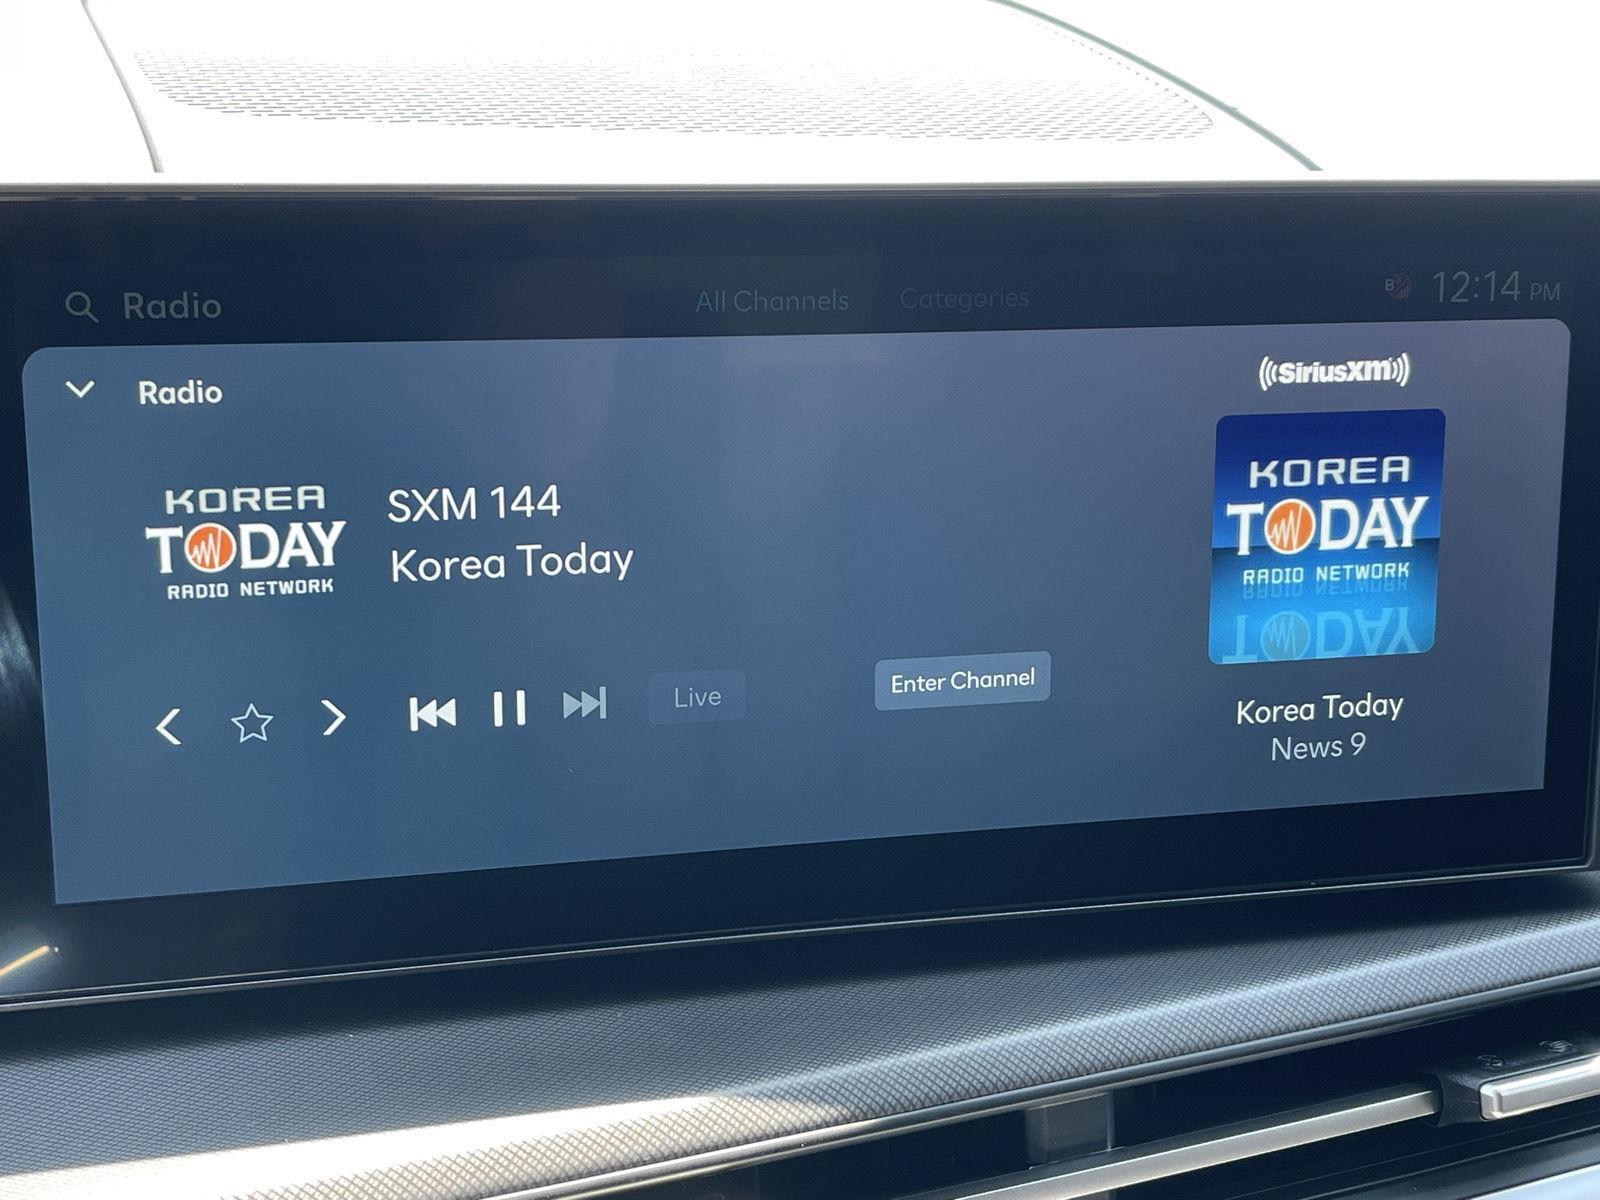 Radio
All Channels
Categories
12:14 PM
Radio
((SiriusXM))
KOREA
TODAY
RADIO NETWORK
SXM 144
Korea Today
Live
Enter Channel
KOREA
TODAY
RADIO NETWORK
Korea Today
News 9